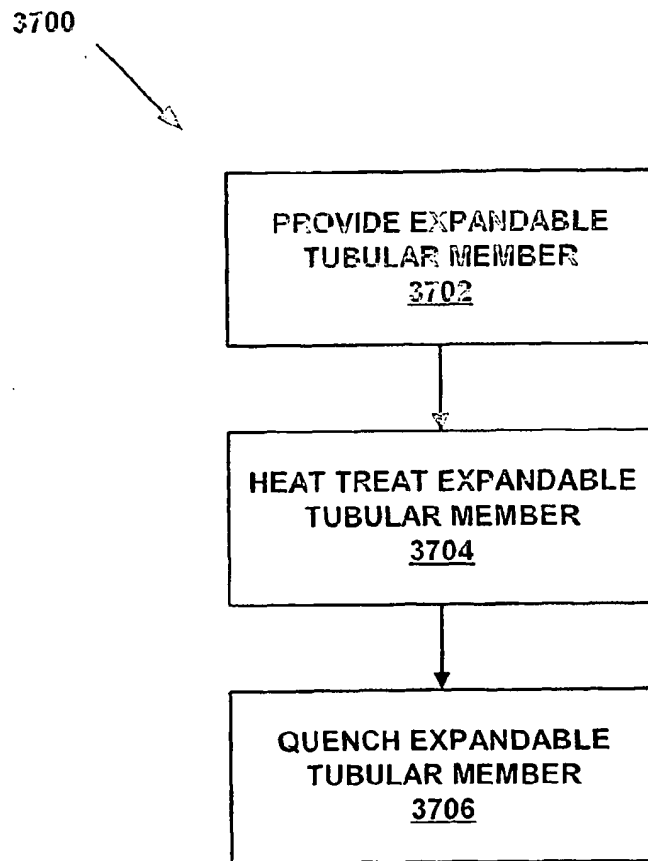 3700
PROVIDE EXPANDABLE
TUBULAR MEMBER
3702
HEAT TREAT EXPANDABLE
TUBULAR MEMBER
3704
QUENCH EXPANDABLE
TUBULAR MEMBER
3706